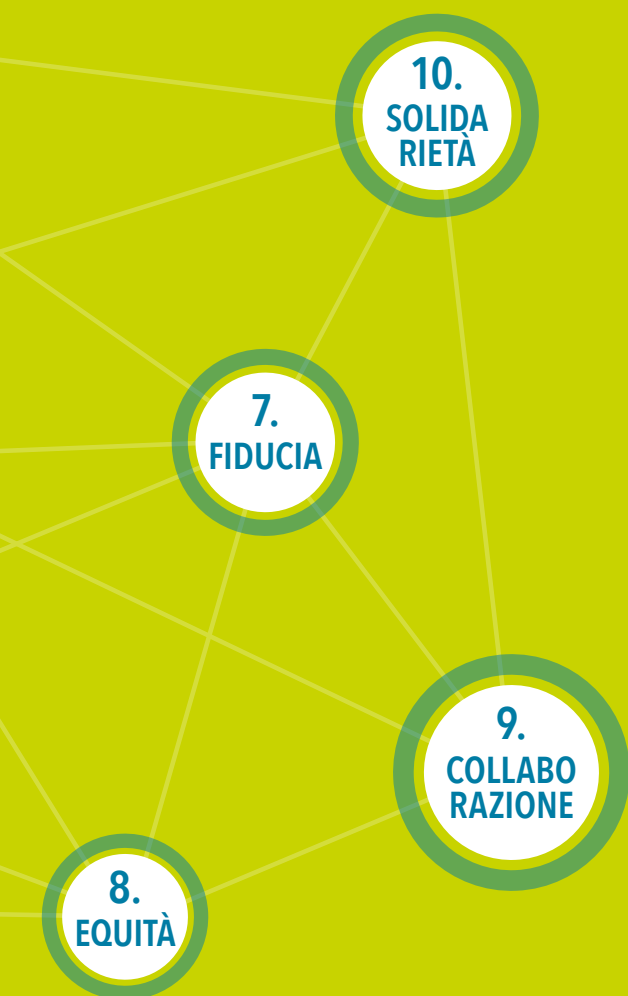 10.
SOLIDA
RIETÀ
7.
FIDUCIA
9.
COLLABO
RAZIONE
8.
EQUITÀ